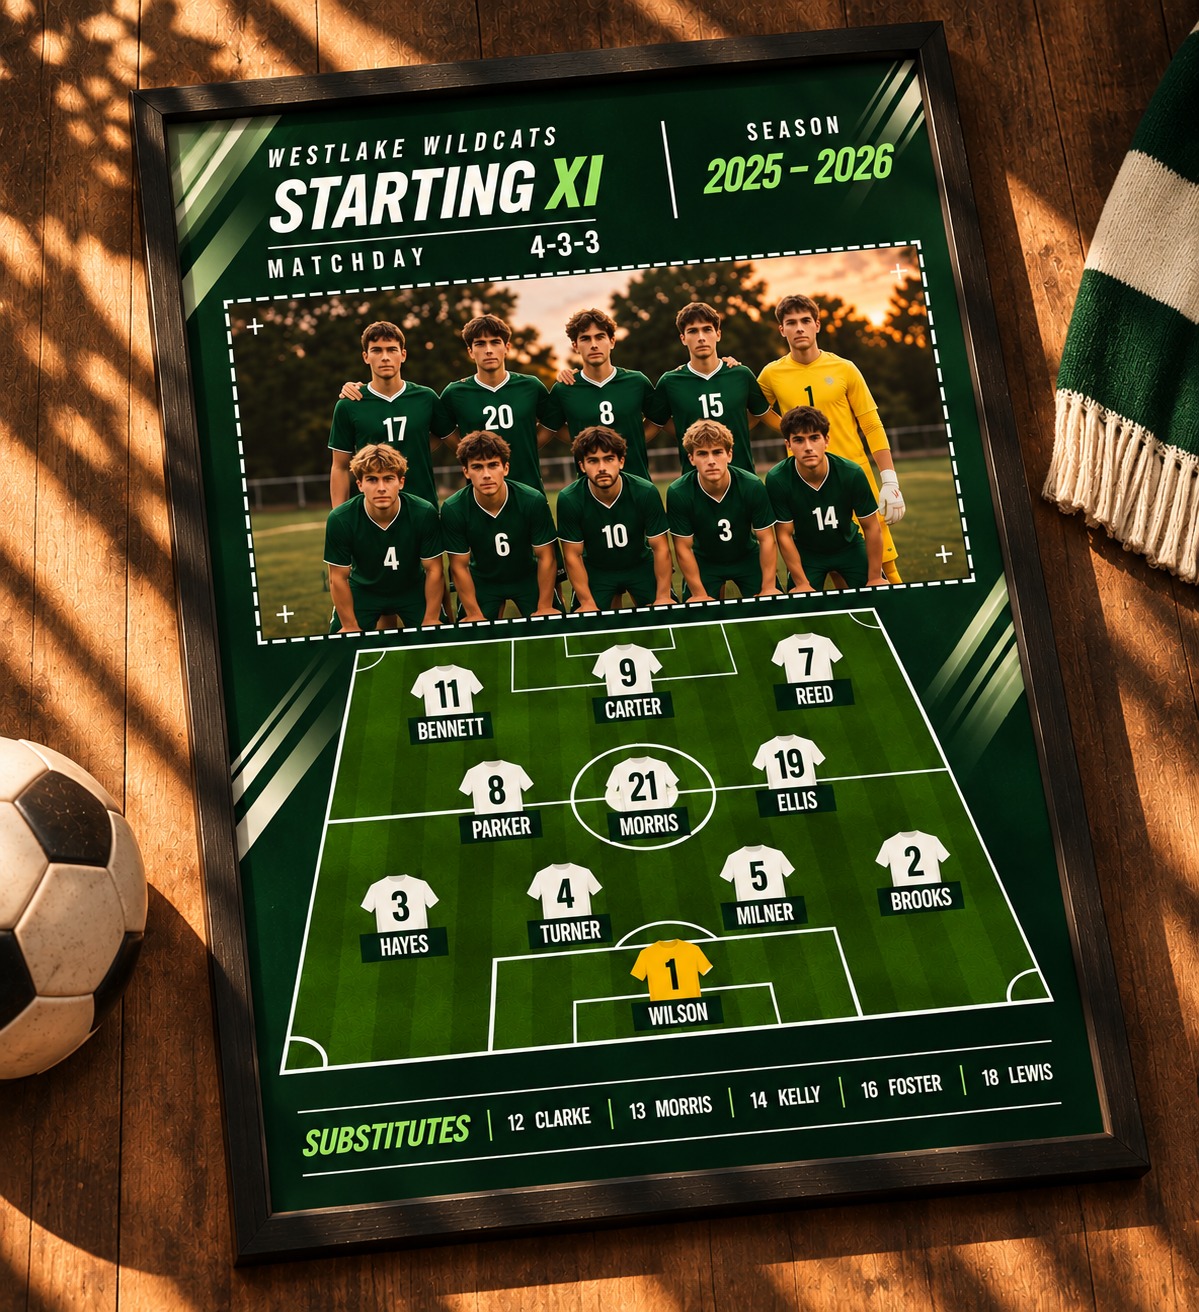 WESTLAKE WILDCATS
STARTING XI
MATCHDAY 4-3-3
SEASON
2025 – 2026
17 20 8 15 1
4 6 10 3 14
11 9 7
BENNETT CARTER REED
8 21 19
PARKER MORRIS ELLIS
3 4 5 2
HAYES TURNER MILNER BROOKS
1
WILSON
SUBSTITUTES 12 CLARKE 13 MORRIS 14 KELLY 16 FOSTER 18 LEWIS